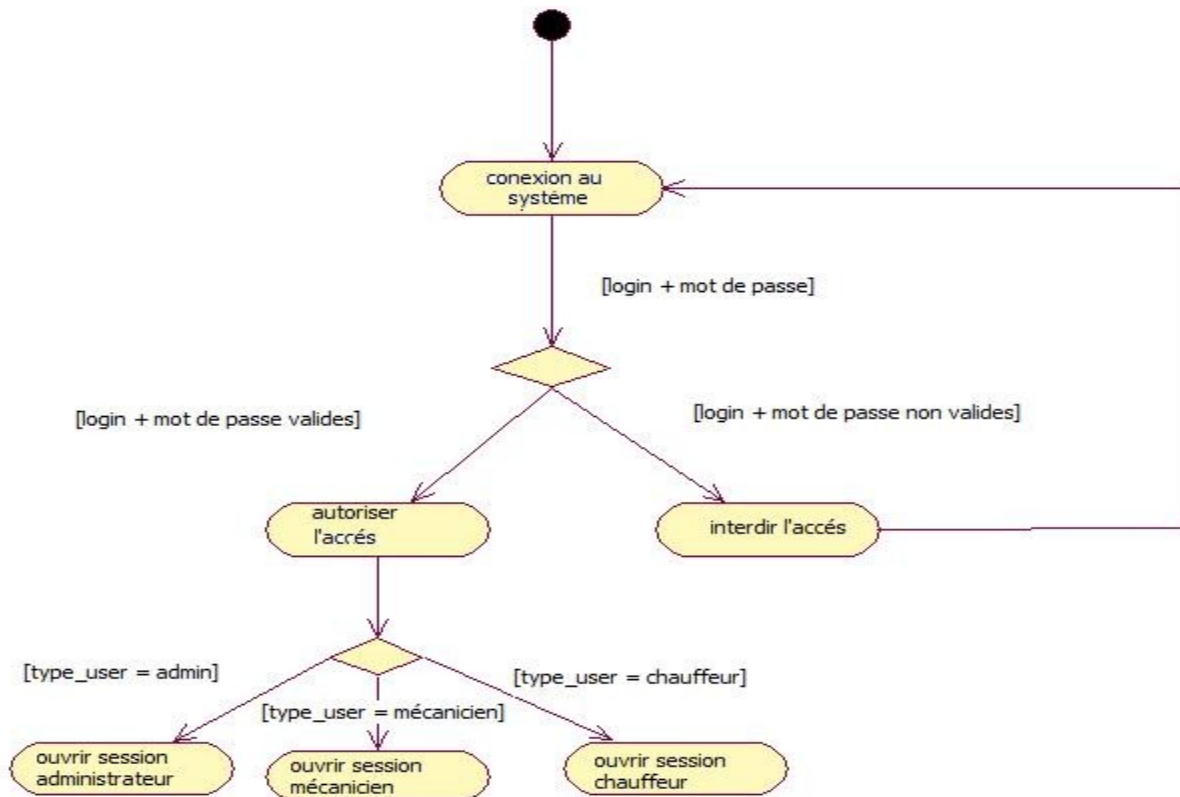 conexion au
système
[login + mot de passe]
[login + mot de passe valides]
[login + mot de passe non valides]
autoriser
l'accés
interdir l'accés
[type_user = admin]
[type_user = mécanicien]
[type_user = chauffeur]
ouvrir session
administrateur
ouvrir session
mécanicien
ouvrir session
chauffeur